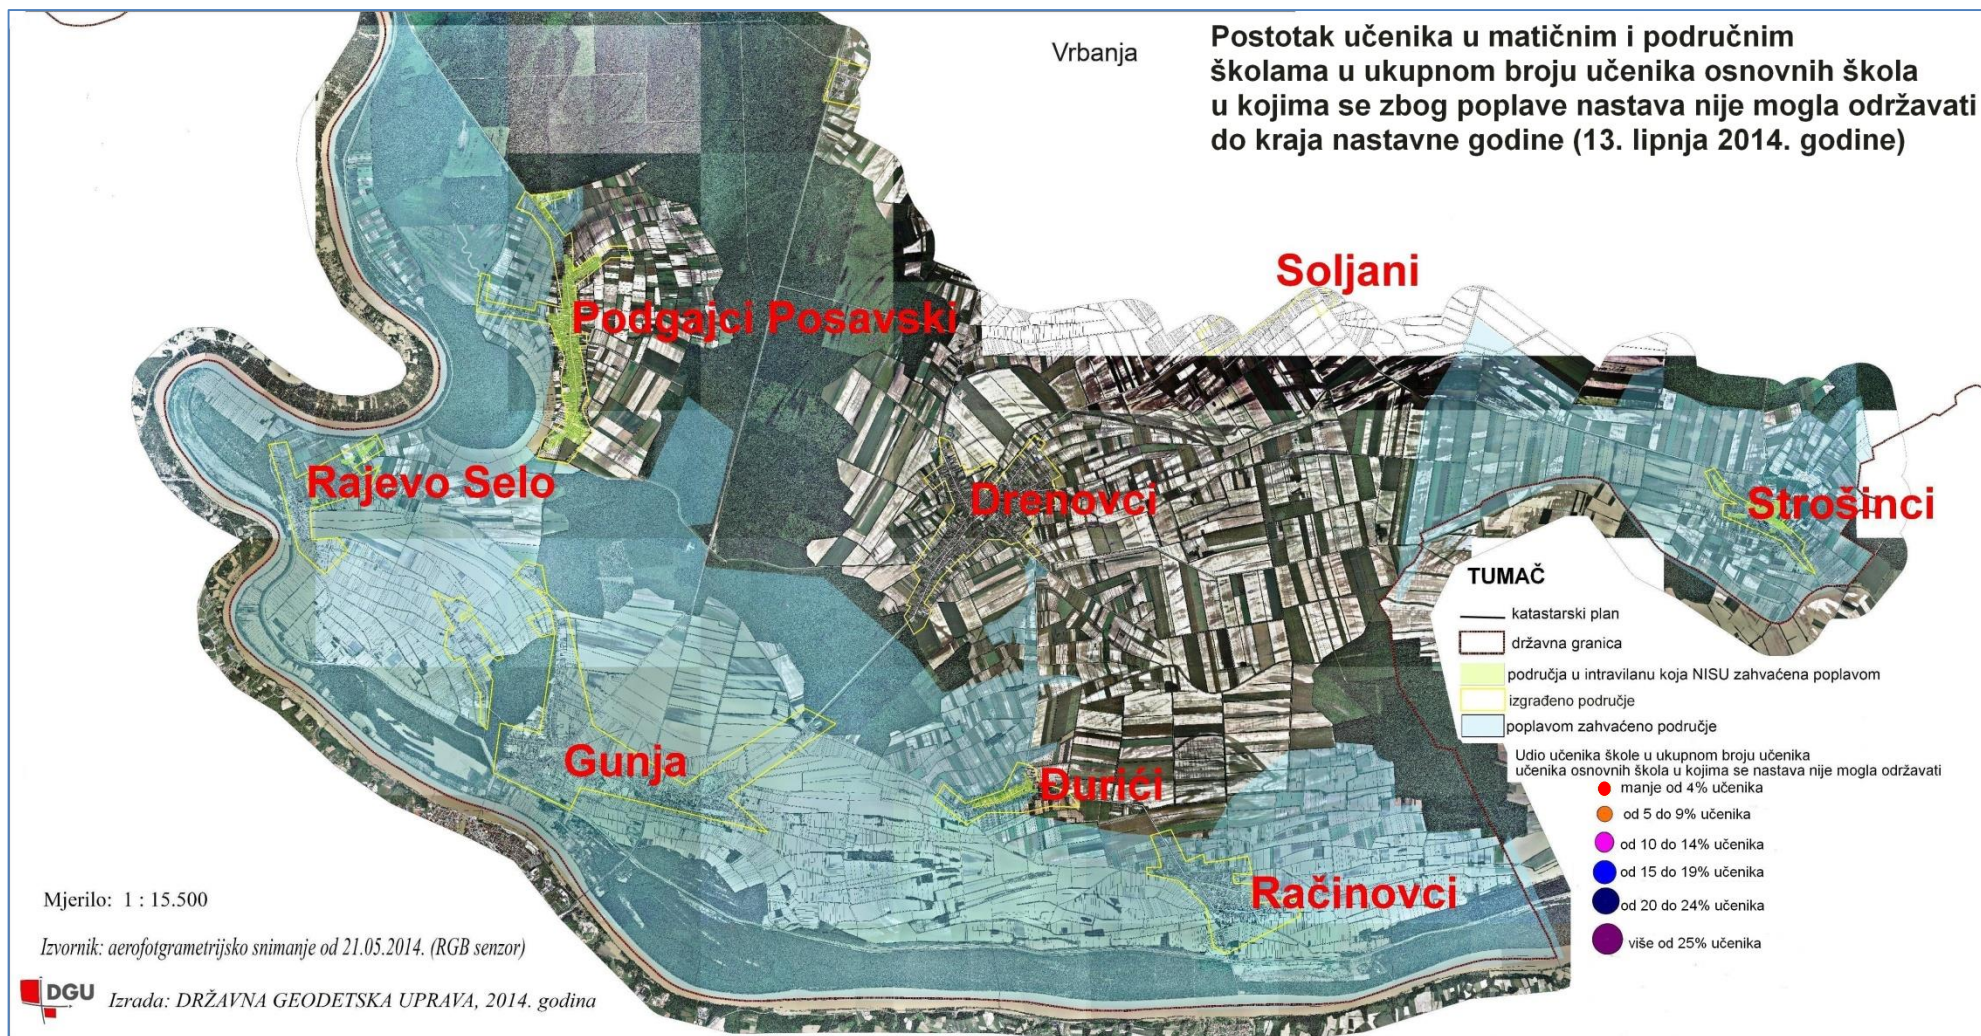 Vrbanja
Postotak učenika u matičnim i područnim
školama u ukupnom broju učenika osnovnih škola
u kojima se zbog poplave nastava nije mogla održavati
do kraja nastavne godine (13. lipnja 2014. godine)
Soljani
Podgajci Posavski
Rajevo Selo
Drenovci
Strošinci
Gunja
Đurići
Račinovci
TUMAČ
katastarski plan
državna granica
područja u intravilanu koja NISU zahvaćena poplavom
izgrađeno područje
poplavom zahvaćeno područje
Udio učenika škole u ukupnom broju učenika
učenika osnovnih škola u kojima se nastava nije mogla održavati
manje od 4% učenika
od 5 do 9% učenika
od 10 do 14% učenika
od 15 do 19% učenika
od 20 do 24% učenika
više od 25% učenika
Mjerilo: 1 : 15.500
Izvornik: aerofotgrametrijsko snimanje od 21.05.2014. (RGB senzor)
DGU
Izrada: DRŽAVNA GEODETSKA UPRAVA, 2014. godina